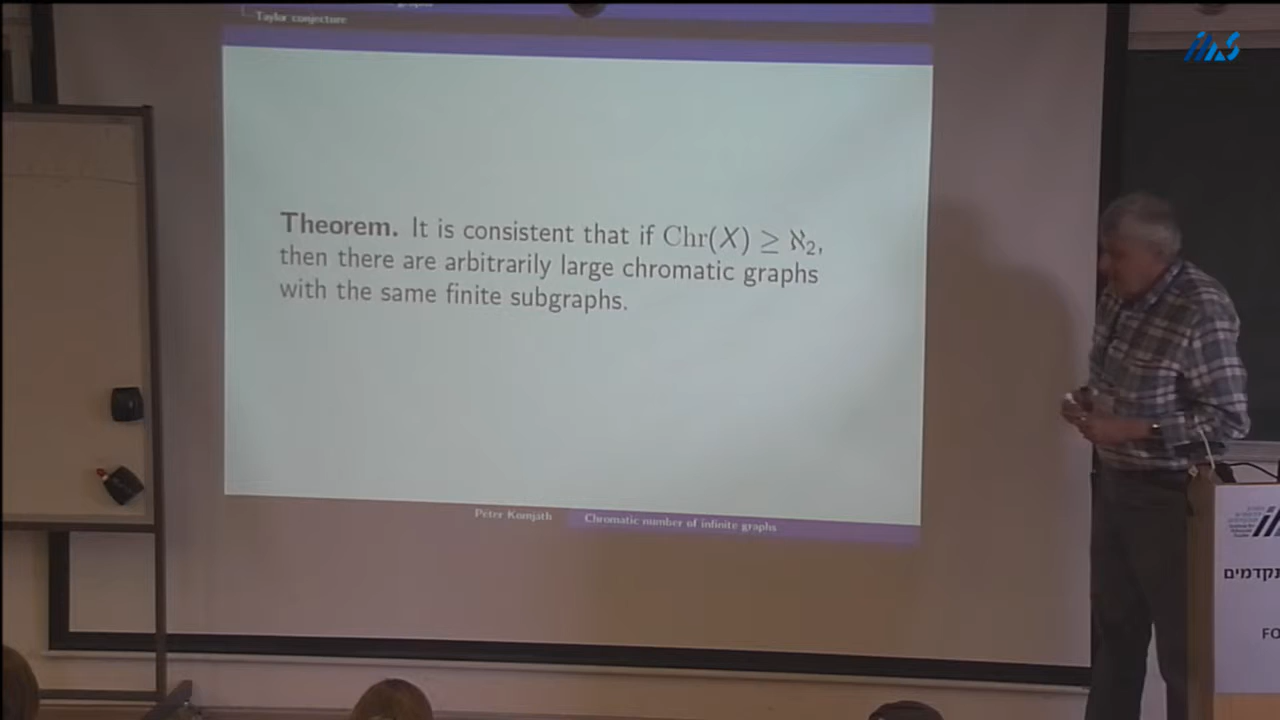 Taylor conjecture
Theorem. It is consistent that if Chr(X) ≥ ℵ₂,
then there are arbitrarily large chromatic graphs
with the same finite subgraphs.
Péter Komjáth Chromatic number of infinite graphs